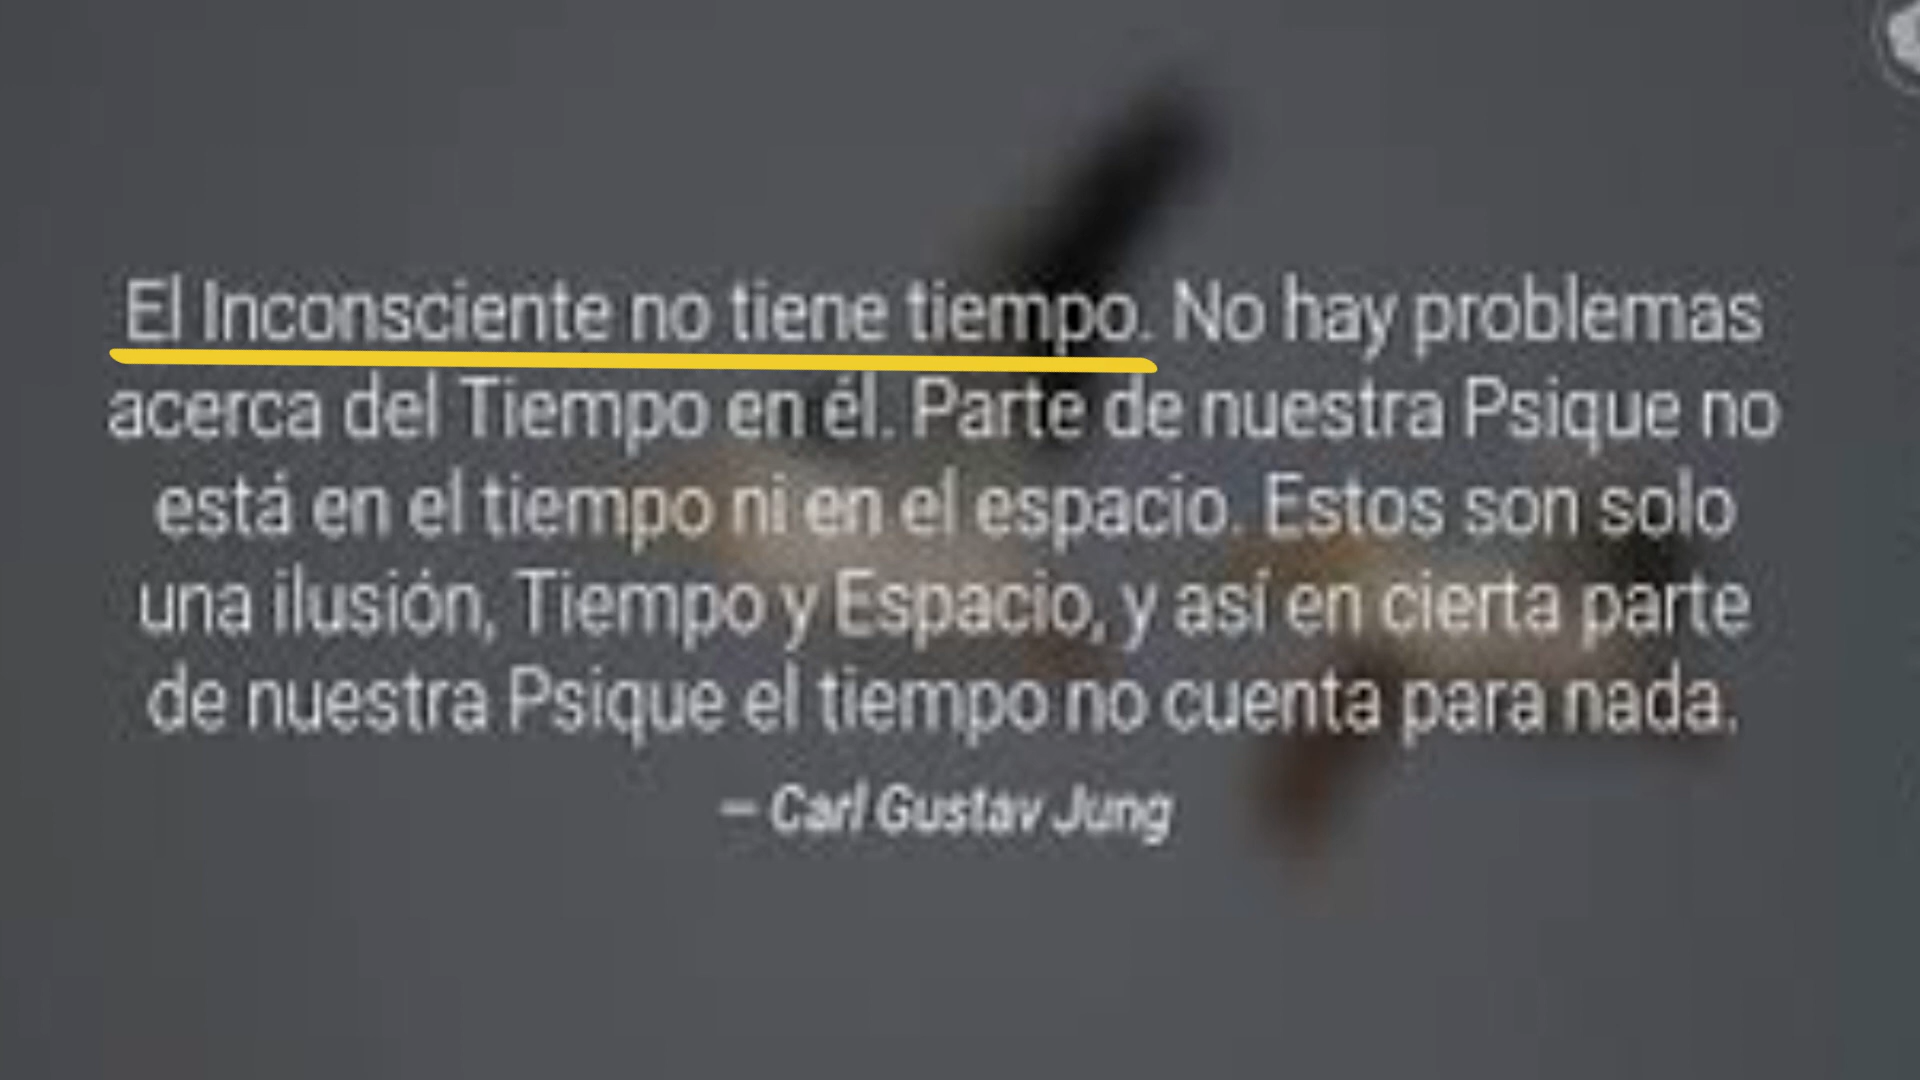 El Inconsciente no tiene tiempo. No hay problemas
acerca del Tiempo en él. Parte de nuestra Psique no
está en el tiempo ni en el espacio. Estos son solo
una ilusión, Tiempo y Espacio, y así en cierta parte
de nuestra Psique el tiempo no cuenta para nada.
— Carl Gustav Jung